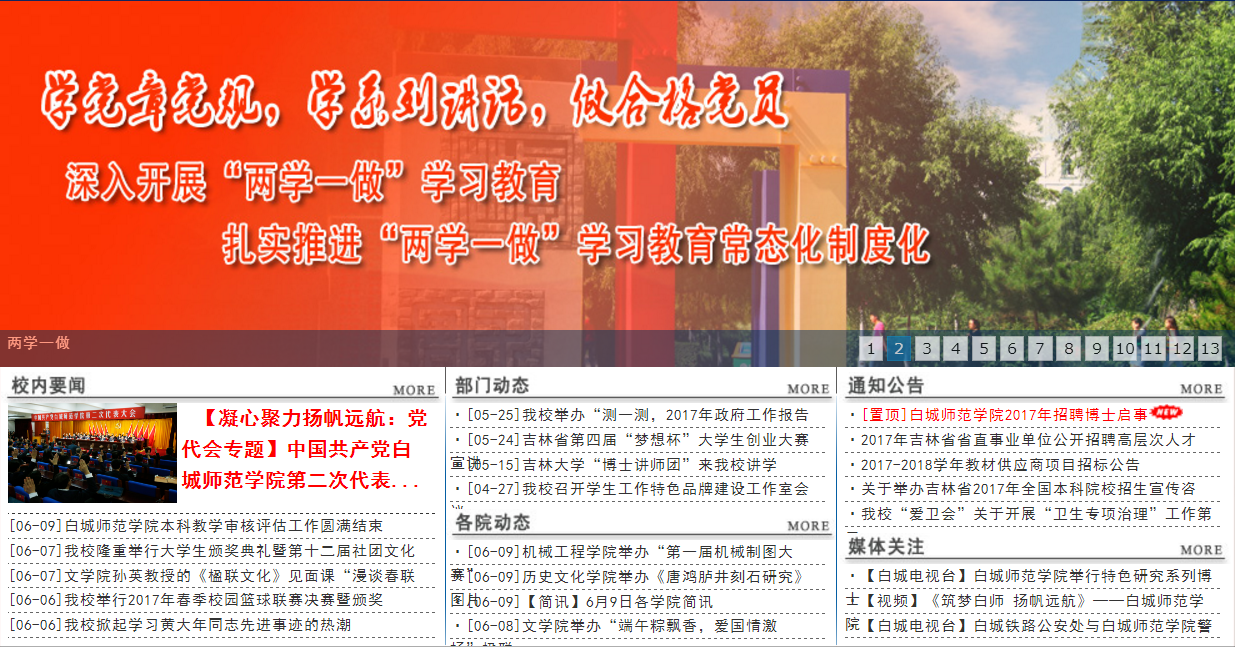 学党章党规，学系列讲话，做合格党员
深入开展“两学一做”学习教育
扎实推进“两学一做”学习教育常态化制度化
两学一做
1 2 3 4 5 6 7 8 9 10 11 12 13
校内要闻
MORE
【凝心聚力扬帆远航：党
代会专题】中国共产党白
城师范学院第二次代表...
[06-09]白城师范学院本科教学审核评估工作圆满结束
[06-07]我校隆重举行大学生颁奖典礼暨第十二届社团文化
[06-07]文学院孙英教授的《楹联文化》见面课“漫谈春联
[06-06]我校举行2017年春季校园篮球联赛决赛暨颁奖
[06-06]我校掀起学习黄大年同志先进事迹的热潮
部门动态
MORE
·[05-25]我校举办“测一测，2017年政府工作报告
·[05-24]吉林省第四届“梦想杯”大学生创业大赛
宣讲
·[05-15]吉林大学“博士讲师团”来我校讲学
·[04-27]我校召开学生工作特色品牌建设工作室会
各院动态
MORE
·[06-09]机械工程学院举办“第一届机械制图大
赛”
·[06-09]历史文化学院举办《唐鸿胪井刻石研究》
·[06-09]【简讯】6月9日各学院简讯
·[06-08]文学院举办“端午粽飘香，爱国情激
通知公告
MORE
·[置顶]白城师范学院2017年招聘博士启事
NEW
·2017年吉林省省直事业单位公开招聘高层次人才
·2017-2018学年教材供应商项目招标公告
·关于举办吉林省2017年全国本科院校招生宣传咨
·我校“爱卫会”关于开展“卫生专项治理”工作第
媒体关注
MORE
·【白城电视台】白城师范学院举行特色研究系列博
士
·【视频】《筑梦白师 扬帆远航》——白城师范学
院
·【白城电视台】白城铁路公安处与白城师范学院警